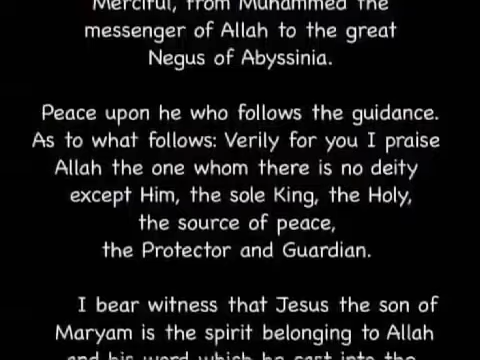 Merciful, from Muhammed the
messenger of Allah to the great
Negus of Abyssinia.
Peace upon he who follows the guidance.
As to what follows: Verily for you I praise
Allah the one whom there is no deity
except Him, the sole King, the Holy,
the source of peace,
the Protector and Guardian.
I bear witness that Jesus the son of
Maryam is the spirit belonging to Allah
and his word which he cast into the